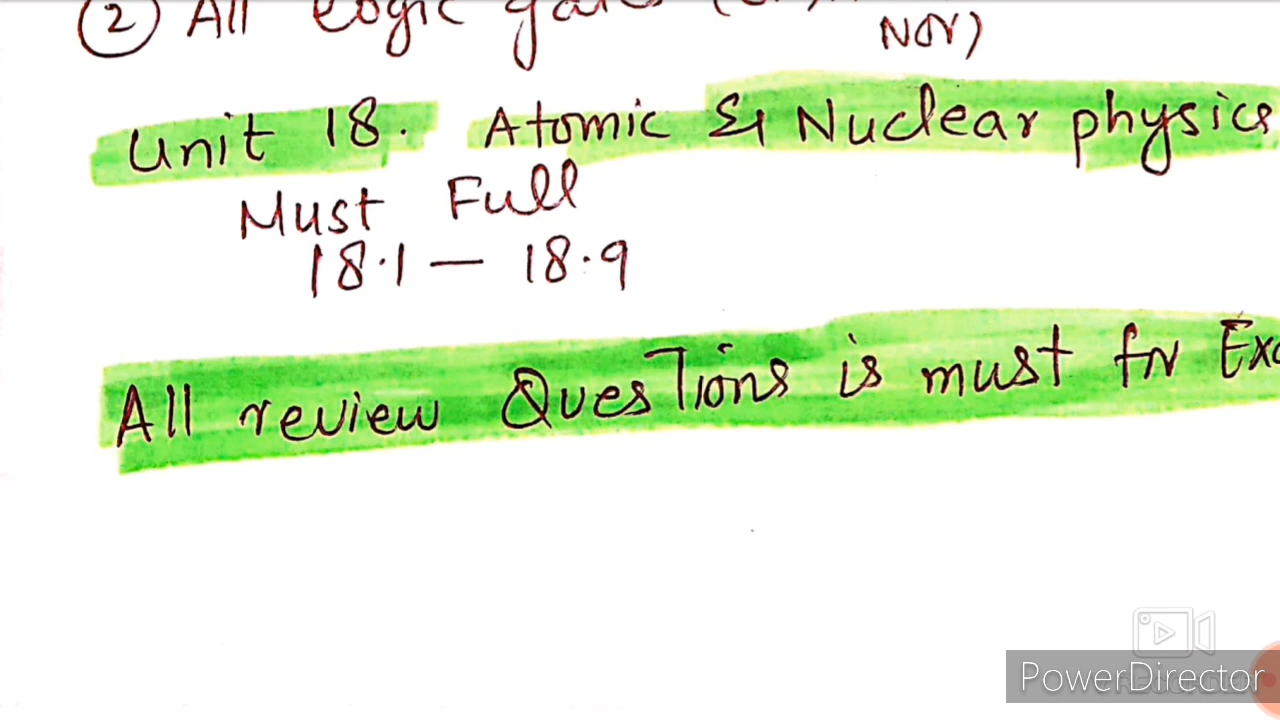 ② All Logic
Nor)
Unit 18. Atomic & Nuclear physics
Must Full
18.1 — 18.9
All review Questions is must for
PowerDirector